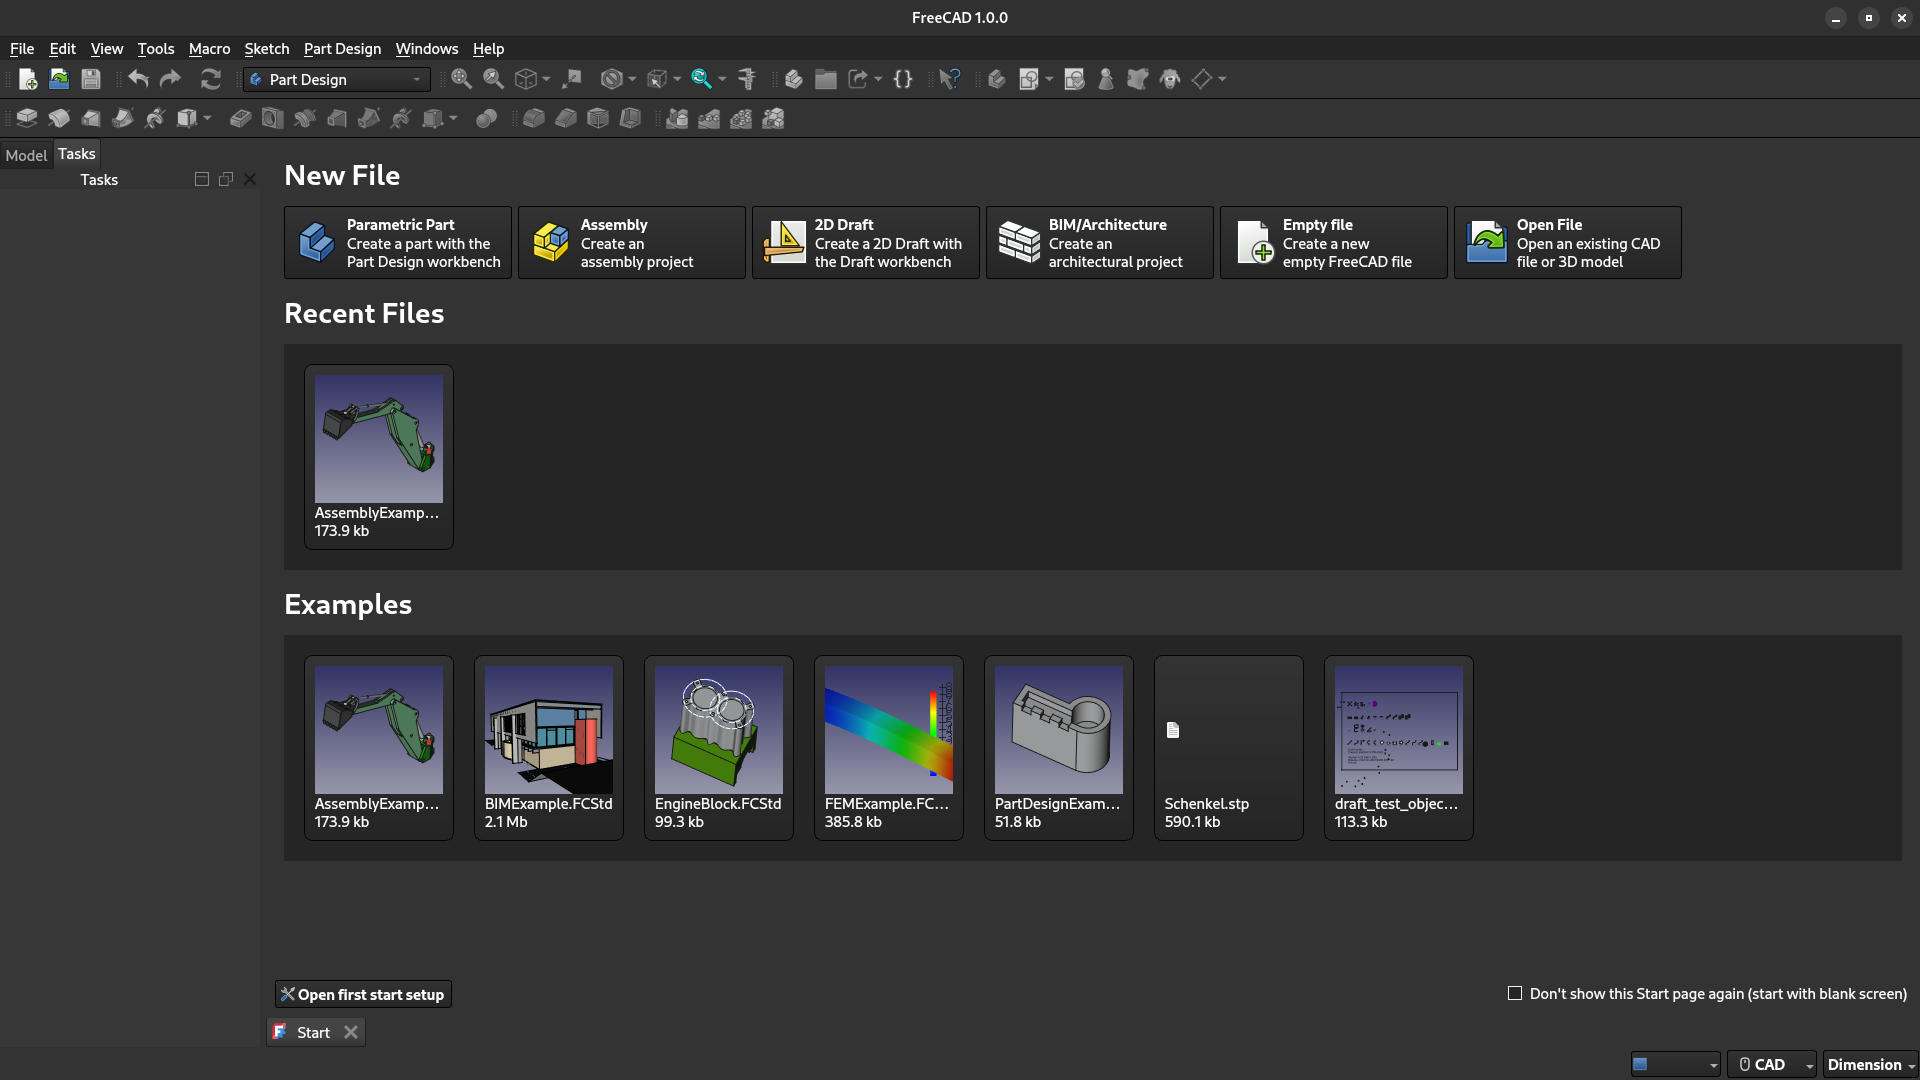 FreeCAD 1.0.0
File Edit View Tools Macro Sketch Part Design Windows Help
Part Design
Model Tasks
Tasks
New File
Parametric Part
Create a part with the
Part Design workbench
Assembly
Create an
assembly project
2D Draft
Create a 2D Draft with
the Draft workbench
BIM/Architecture
Create an
architectural project
Empty file
Create a new
empty FreeCAD file
Open File
Open an existing CAD
file or 3D model
Recent Files
AssemblyExamp...
173.9 kb
Examples
AssemblyExamp...
173.9 kb
BIMExample.FCStd
2.1 Mb
EngineBlock.FCStd
99.3 kb
FEMExample.FC...
385.8 kb
PartDesignExam...
51.8 kb
Schenkel.stp
590.1 kb
draft_test_objec...
113.3 kb
Open first start setup
Don't show this Start page again (start with blank screen)
Start
CAD
Dimension